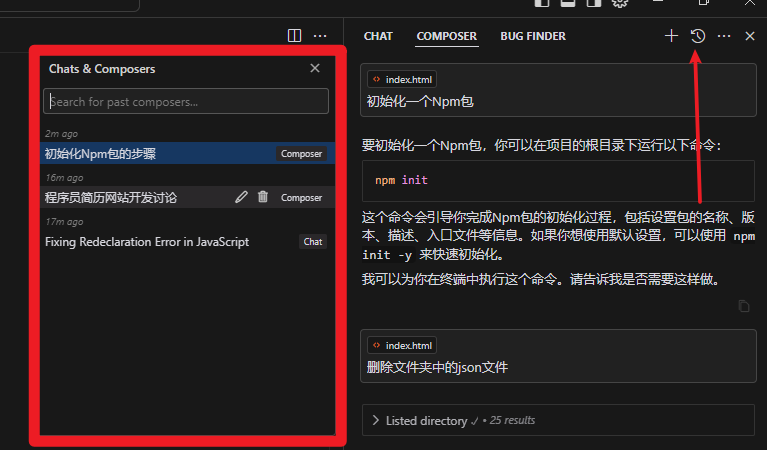 Chats & Composers
Search for past composers...
2m ago
初始化Npm包的步骤 Composer
16m ago
程序员简历网站开发讨论 Composer
17m ago
Fixing Redeclaration Error in JavaScript Chat
CHAT COMPOSER BUG FINDER
index.html
初始化一个Npm包
要初始化一个Npm包，你可以在项目的根目录下运行以下命令：
npm init
这个命令会引导你完成Npm包的初始化过程，包括设置包的名称、版
本、描述、入口文件等信息。如果你想使用默认设置，可以使用 npm
init -y 来快速初始化。
我可以为你在终端中执行这个命令。请告诉我是否需要这样做。
index.html
删除文件夹中的json文件
Listed directory ✓ • 25 results